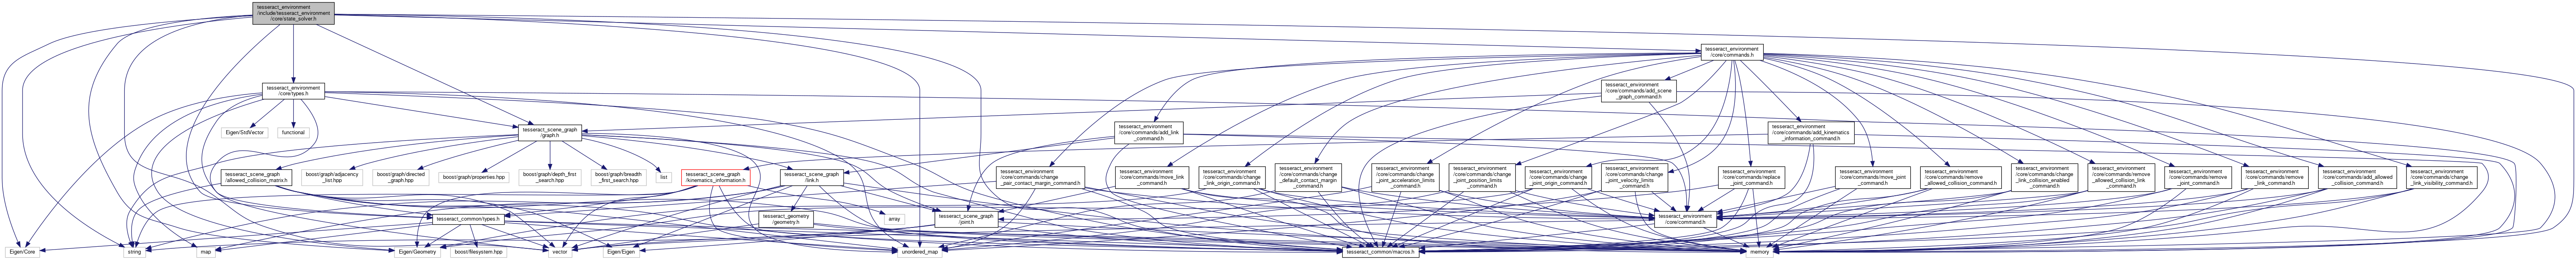 tesseract_environment
/include/tesseract_environment
/core/state_solver.h
tesseract_environment
/core/commands.h
tesseract_environment
/core/types.h
tesseract_environment
/core/commands/add_scene
_graph_command.h
Eigen/StdVector
functional
tesseract_scene_graph
/graph.h
tesseract_environment
/core/commands/add_link
_command.h
tesseract_environment
/core/commands/add_kinematics
_information_command.h
tesseract_scene_graph
/allowed_collision_matrix.h
boost/graph/adjacency
_list.hpp
boost/graph/directed
_graph.hpp
boost/graph/properties.hpp
boost/graph/depth_first
_search.hpp
boost/graph/breadth
_first_search.hpp
list
tesseract_scene_graph
/kinematics_information.h
tesseract_scene_graph
/link.h
tesseract_environment
/core/commands/change
_pair_contact_margin_command.h
tesseract_environment
/core/commands/move_link
_command.h
tesseract_environment
/core/commands/change
_link_origin_command.h
tesseract_environment
/core/commands/change
_default_contact_margin
_command.h
tesseract_environment
/core/commands/change
_joint_acceleration_limits
_command.h
tesseract_environment
/core/commands/change
_joint_position_limits
_command.h
tesseract_environment
/core/commands/change
_joint_origin_command.h
tesseract_environment
/core/commands/change
_joint_velocity_limits
_command.h
tesseract_environment
/core/commands/replace
_joint_command.h
tesseract_environment
/core/commands/move_joint
_command.h
tesseract_environment
/core/commands/remove
_allowed_collision_command.h
tesseract_environment
/core/commands/change
_link_collision_enabled
_command.h
tesseract_environment
/core/commands/remove
_allowed_collision_link
_command.h
tesseract_environment
/core/commands/remove
_joint_command.h
tesseract_environment
/core/commands/remove
_link_command.h
tesseract_environment
/core/commands/add_allowed
_collision_command.h
tesseract_environment
/core/commands/change
_link_visibility_command.h
tesseract_common/types.h
tesseract_geometry
/geometry.h
array
tesseract_scene_graph
/joint.h
tesseract_environment
/core/command.h
Eigen/Core
string
map
Eigen/Geometry
boost/filesystem.hpp
vector
Eigen/Eigen
unordered_map
tesseract_common/macros.h
memory